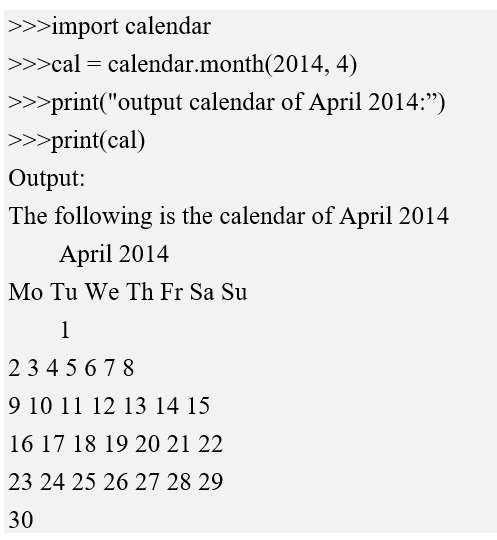 >>>import calendar
>>>cal = calendar.month(2014, 4)
>>>print("output calendar of April 2014:”)
>>>print(cal)
Output:
The following is the calendar of April 2014
April 2014
Mo Tu We Th Fr Sa Su
1
2 3 4 5 6 7 8
9 10 11 12 13 14 15
16 17 18 19 20 21 22
23 24 25 26 27 28 29
30